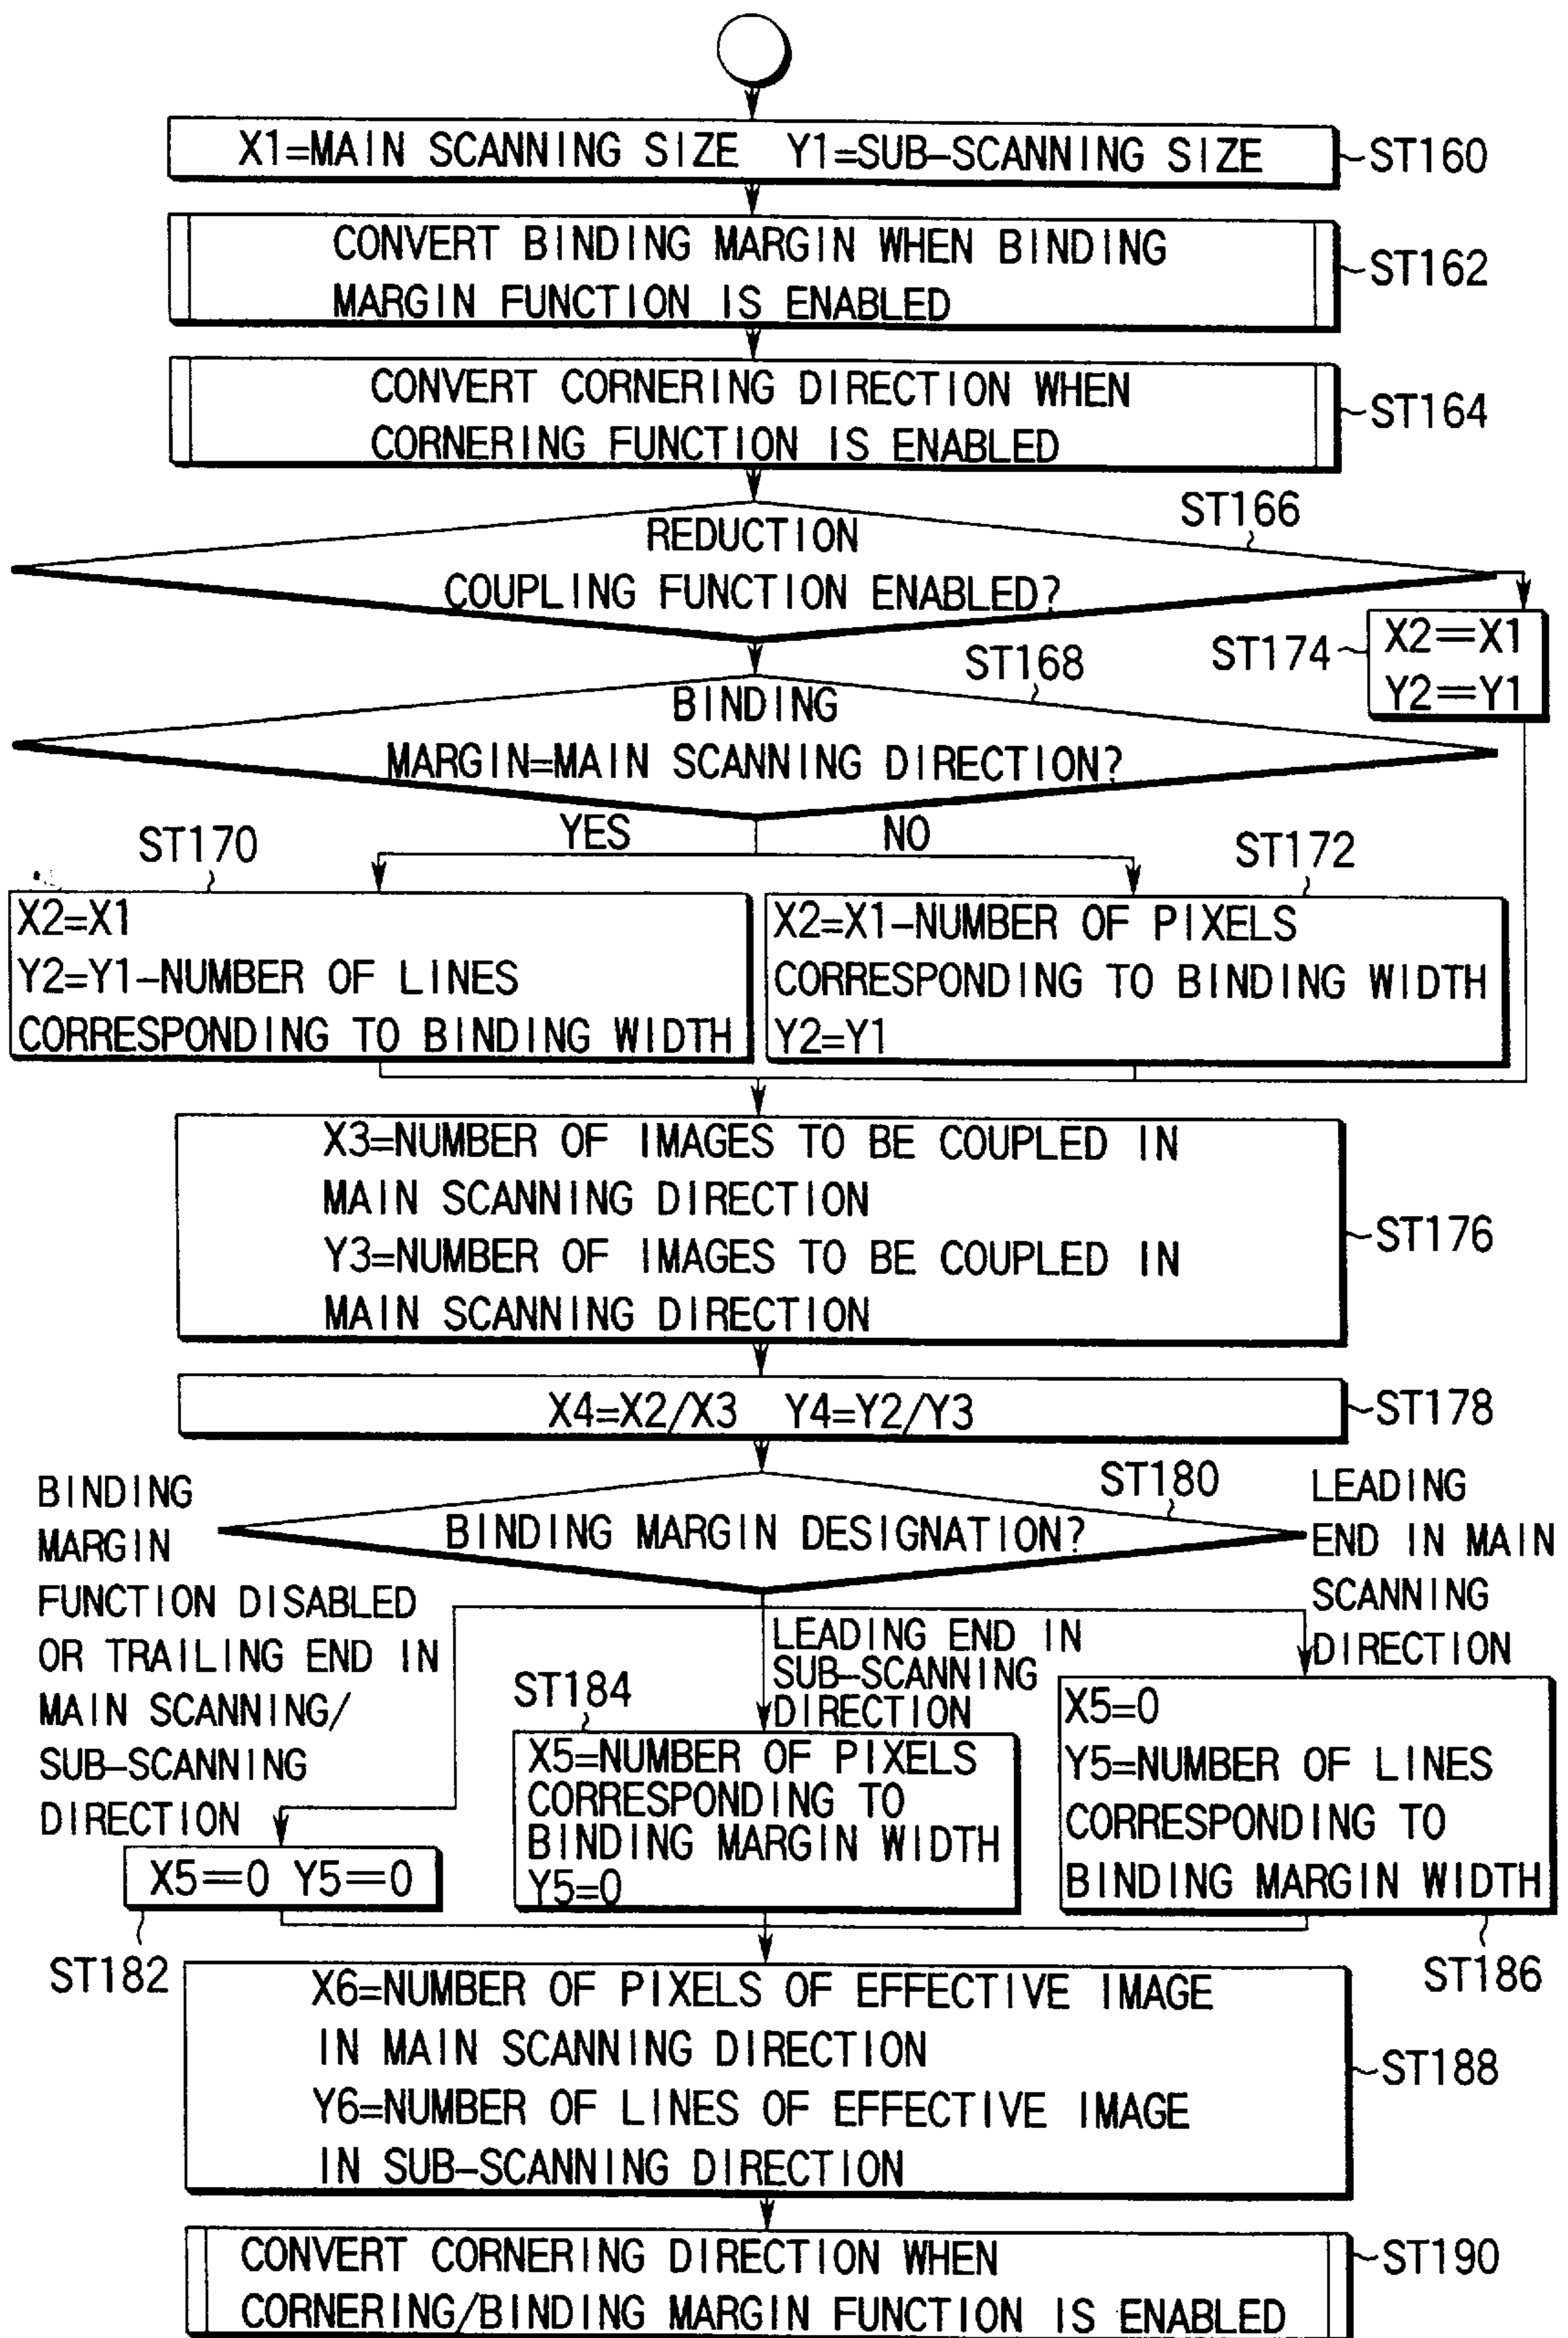 X1=MAIN SCANNING SIZE Y1=SUB-SCANNING SIZE
ST160
CONVERT BINDING MARGIN WHEN BINDING
MARGIN FUNCTION IS ENABLED
ST162
CONVERT CORNERING DIRECTION WHEN
CORNERING FUNCTION IS ENABLED
ST164
ST166
REDUCTION
COUPLING FUNCTION ENABLED?
ST174
X2=X1
Y2=Y1
ST168
BINDING
MARGIN=MAIN SCANNING DIRECTION?
YES
NO
ST170
X2=X1
Y2=Y1-NUMBER OF LINES
CORRESPONDING TO BINDING WIDTH
ST172
X2=X1-NUMBER OF PIXELS
CORRESPONDING TO BINDING WIDTH
Y2=Y1
X3=NUMBER OF IMAGES TO BE COUPLED IN
MAIN SCANNING DIRECTION
Y3=NUMBER OF IMAGES TO BE COUPLED IN
MAIN SCANNING DIRECTION
ST176
X4=X2/X3 Y4=Y2/Y3
ST178
ST180
BINDING MARGIN DESIGNATION?
BINDING
MARGIN
FUNCTION DISABLED
OR TRAILING END IN
MAIN SCANNING/
SUB-SCANNING
DIRECTION
X5=0 Y5=0
ST182
LEADING END IN
SUB-SCANNING
DIRECTION
ST184
X5=NUMBER OF PIXELS
CORRESPONDING TO
BINDING MARGIN WIDTH
Y5=0
LEADING
END IN MAIN
SCANNING
DIRECTION
X5=0
Y5=NUMBER OF LINES
CORRESPONDING TO
BINDING MARGIN WIDTH
ST186
X6=NUMBER OF PIXELS OF EFFECTIVE IMAGE
IN MAIN SCANNING DIRECTION
Y6=NUMBER OF LINES OF EFFECTIVE IMAGE
IN SUB-SCANNING DIRECTION
ST188
CONVERT CORNERING DIRECTION WHEN
CORNERING/BINDING MARGIN FUNCTION IS ENABLED
ST190